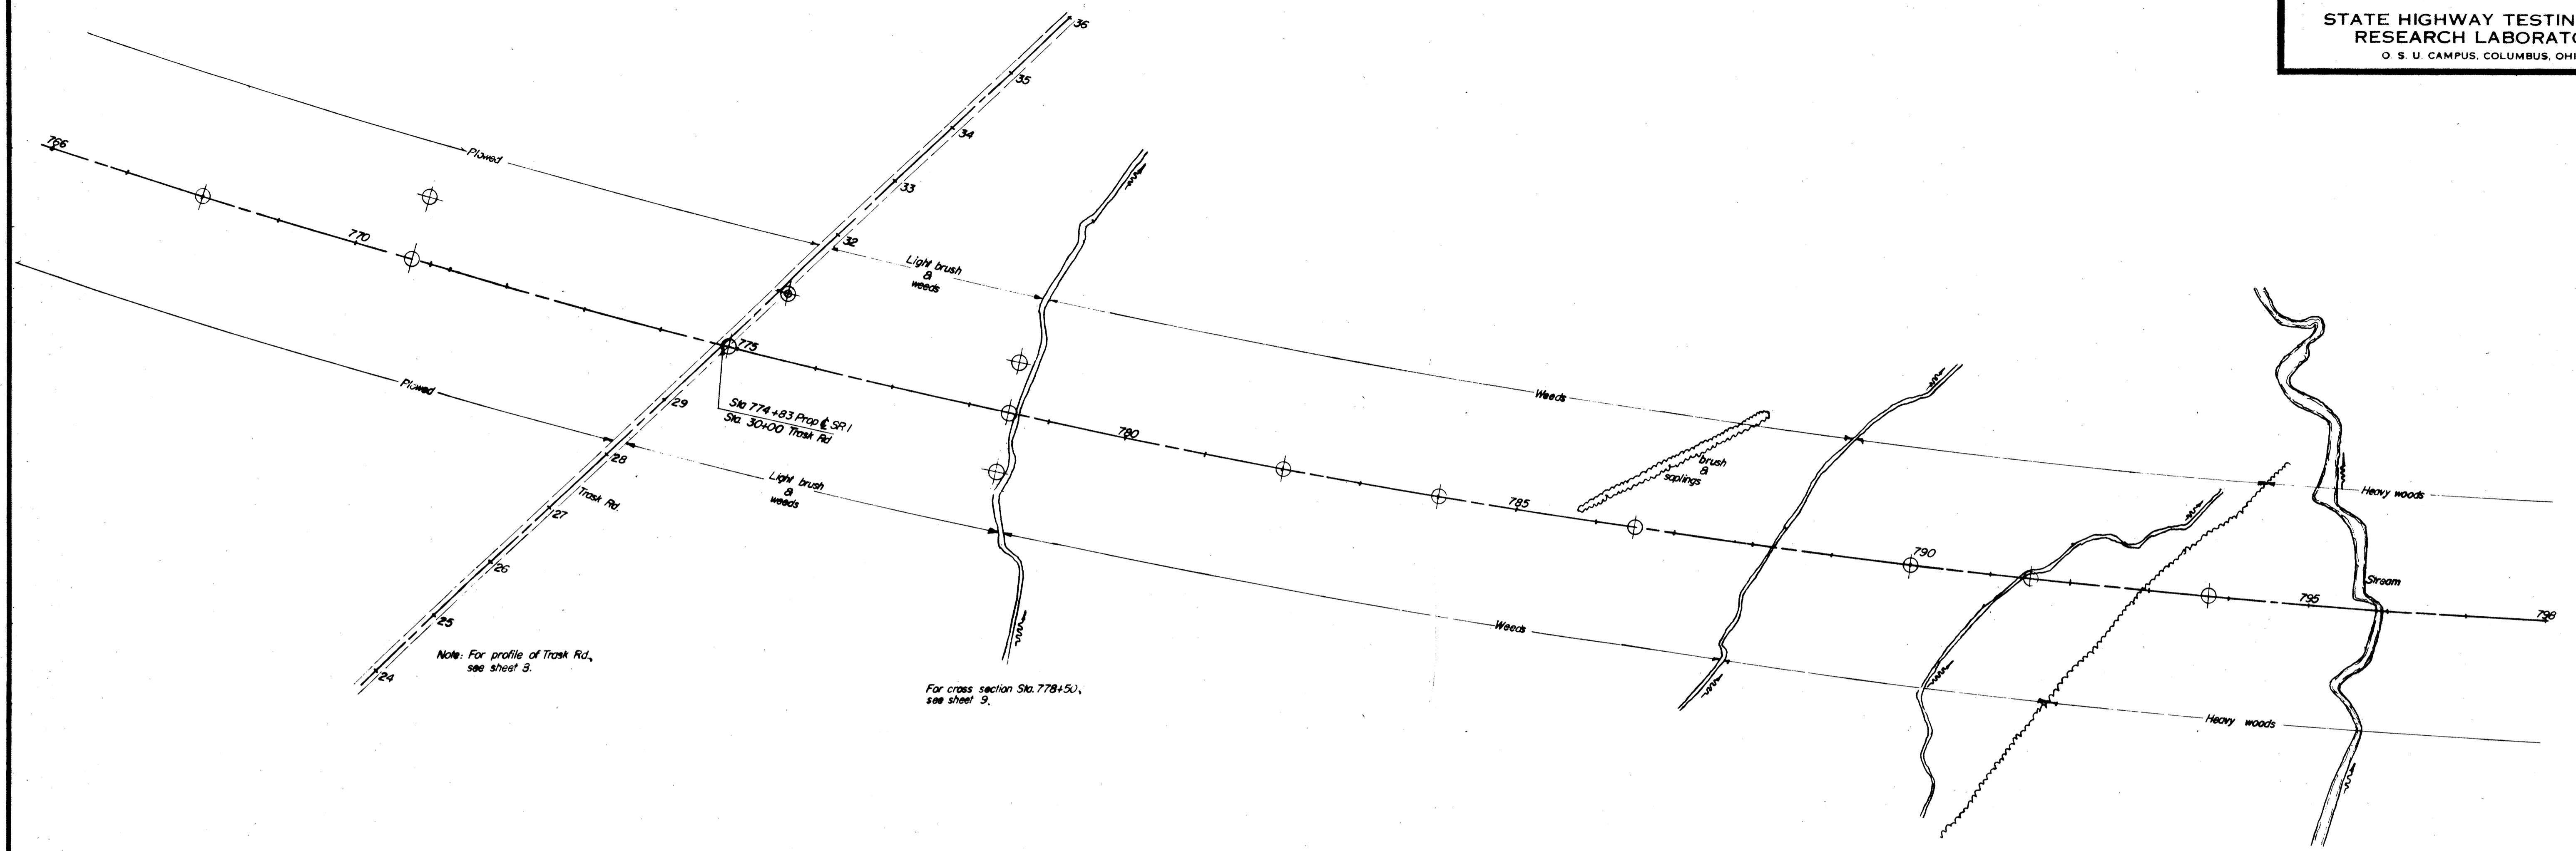 STATE HIGHWAY TESTIN
RESEARCH LABORATO
O. S. U. CAMPUS, COLUMBUS, OHI
36
35
34
33
32
766
Plowed
770
Light brush
&
weeds
775
Plowed
29
Sta 774+83 Prop ℄ SR 1
Sta. 30+00 Trask Rd
28
Trask Rd.
27
26
25
24
Light brush
&
weeds
780
Weeds
785
brush
&
saplings
790
Heavy woods
Stream
795
798
Weeds
Heavy woods
Note: For profile of Trask Rd.,
see sheet 9.
For cross section Sta. 778+50,
see sheet 9.